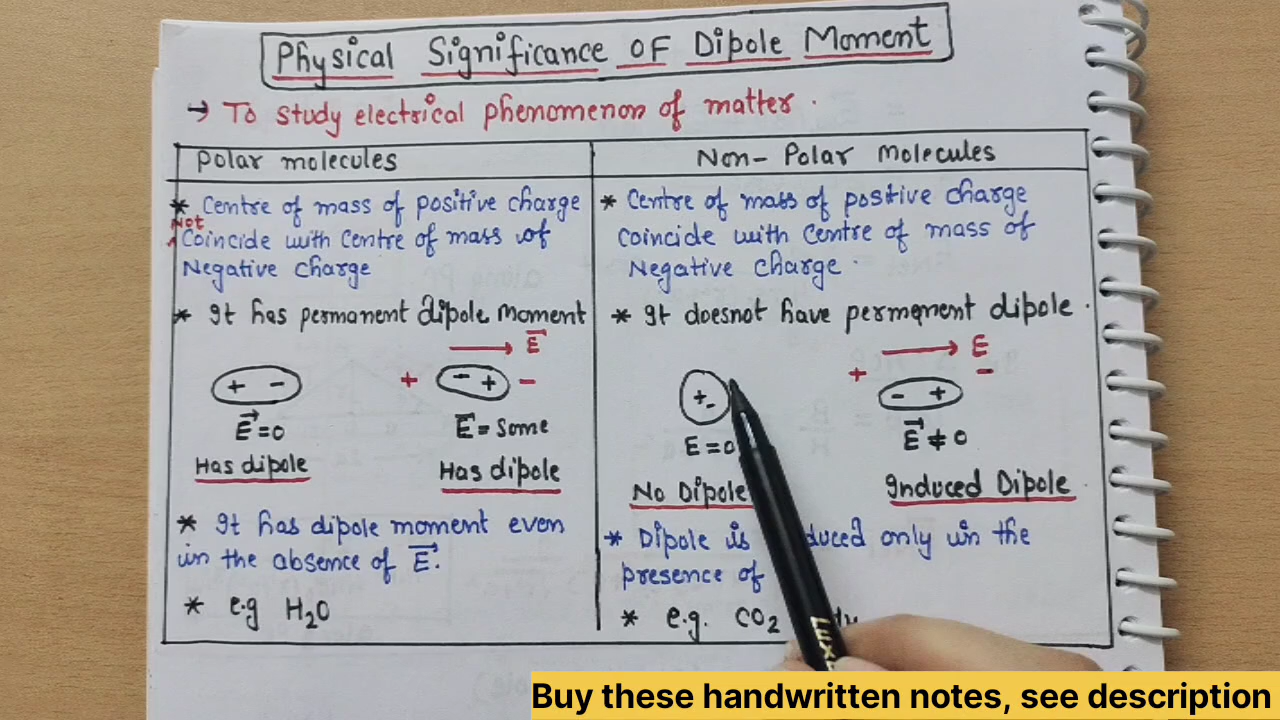 Physical Significance OF Dipole Moment
→ To study electrical phenomenon of matter.
Polar molecules
* Centre of mass of positive charge
Not
Coincide with Centre of mass of
Negative charge
* It has permanent dipole moment
E
+ -
+ - + -
E = 0
E = Some
Has dipole
Has dipole
* It has dipole moment even
in the absence of E.
* e.g H2O
Non-Polar Molecules
* Centre of mass of positive charge
coincide with Centre of mass of
Negative charge
* It doesnot have permenent dipole.
E
+ -
+ - + -
E = 0
E ≠ 0
No Dipole
Induced Dipole
* Dipole is only in the
presence of
* e.g. CO2
LUX
Buy these handwritten notes, see description